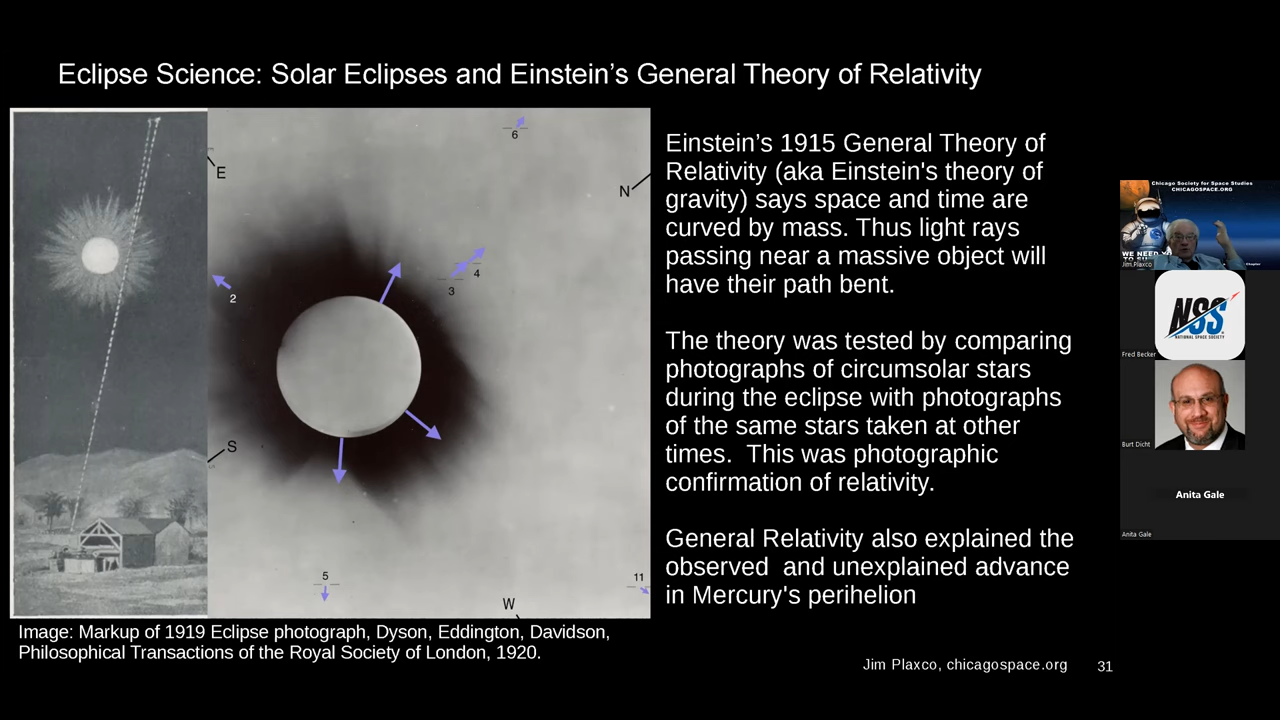 Eclipse Science: Solar Eclipses and Einstein’s General Theory of Relativity
E
S
N
W
6
4
3
2
5
11
Einstein’s 1915 General Theory of
Relativity (aka Einstein's theory of
gravity) says space and time are
curved by mass. Thus light rays
passing near a massive object will
have their path bent.
The theory was tested by comparing
photographs of circumsolar stars
during the eclipse with photographs
of the same stars taken at other
times.  This was photographic
confirmation of relativity.
General Relativity also explained the
observed  and unexplained advance
in Mercury's perihelion
Image: Markup of 1919 Eclipse photograph, Dyson, Eddington, Davidson,
Philosophical Transactions of the Royal Society of London, 1920.
Jim Plaxco, chicagospace.org
31
Chicago Society for Space Studies
CHICAGOSPACE.ORG
WE NEED
Chapter
Jim Plaxco
NSS
NATIONAL SPACE SOCIETY
Fred Becker
Burt Dicht
Anita Gale
Anita Gale